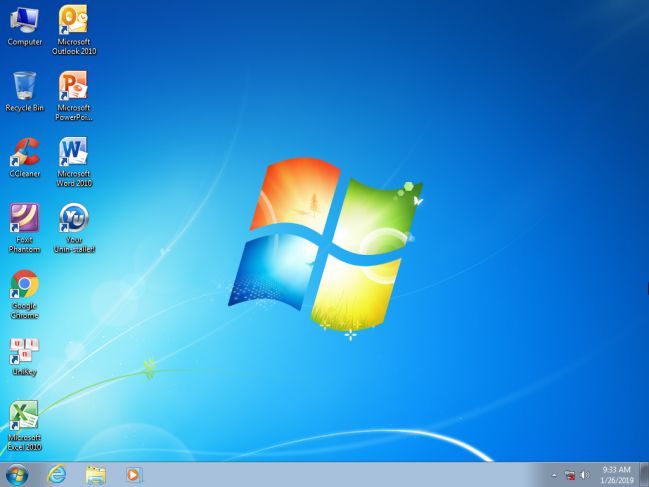 Computer
Microsoft
Outlook 2010
Recycle Bin
Microsoft
PowerPoi...
CCleaner
Microsoft
Word 2010
Foxit
Phantom
Your
Unin-staller!
Google
Chrome
UniKey
Microsoft
Excel 2010
9:33 AM
1/26/2019